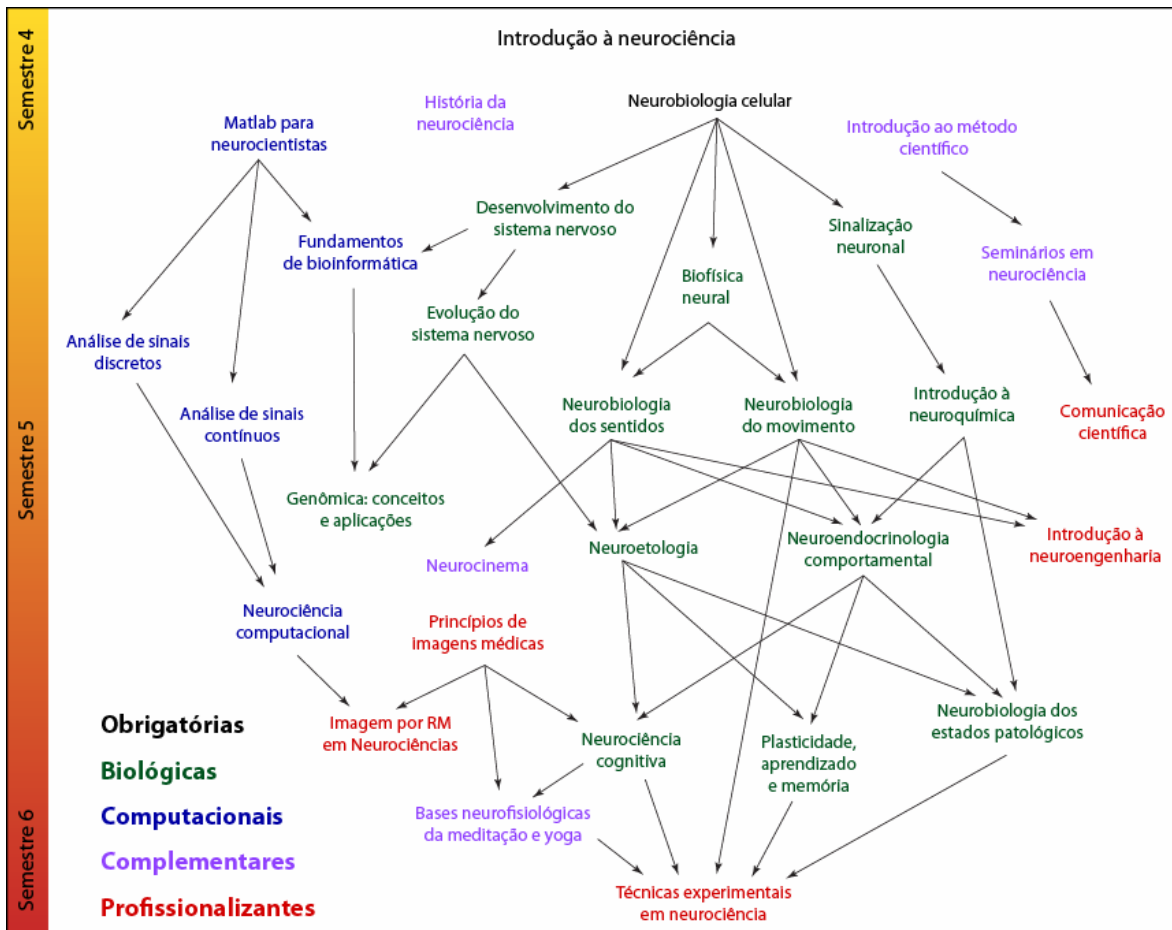 Semestre 4
Introdução à neurociência
História da
neurociência
Neurobiologia celular
Matlab para
neurocientistas
Introdução ao método
científico
Desenvolvimento do
sistema nervoso
Sinalização
neuronal
Fundamentos
de bioinformática
Seminários em
neurociência
Biofísica
neural
Evolução do
sistema nervoso
Análise de sinais
discretos
Semestre 5
Análise de sinais
contínuos
Neurobiologia
dos sentidos
Neurobiologia
do movimento
Introdução à
neuroquímica
Comunicação
científica
Genômica: conceitos
e aplicações
Neuroetologia
Neuroendocrinologia
comportamental
Introdução à
neuroengenharia
Neurocinema
Neurociência
computacional
Princípios de
imagens médicas
Imagem por RM
em Neurociências
Neurociência
cognitiva
Plasticidade,
aprendizado
e memória
Neurobiologia dos
estados patológicos
Semestre 6
Bases neurofisiológicas
da meditação e yoga
Técnicas experimentais
em neurociência
Obrigatórias
Biológicas
Computacionais
Complementares
Profissionalizantes